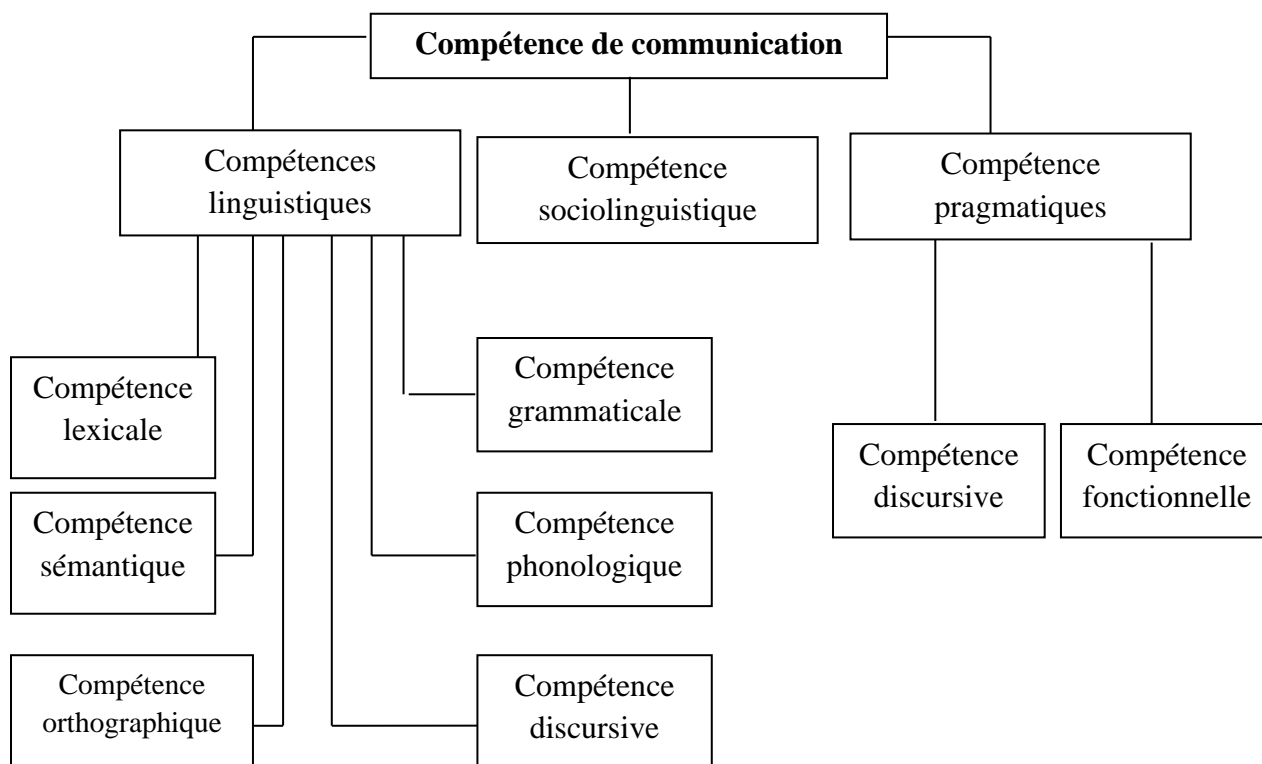 Compétence de communication
Compétences
linguistiques
Compétence
sociolinguistique
Compétence
pragmatiques
Compétence
lexicale
Compétence
grammaticale
Compétence
discursive
Compétence
fonctionnelle
Compétence
sémantique
Compétence
phonologique
Compétence
orthographique
Compétence
discursive